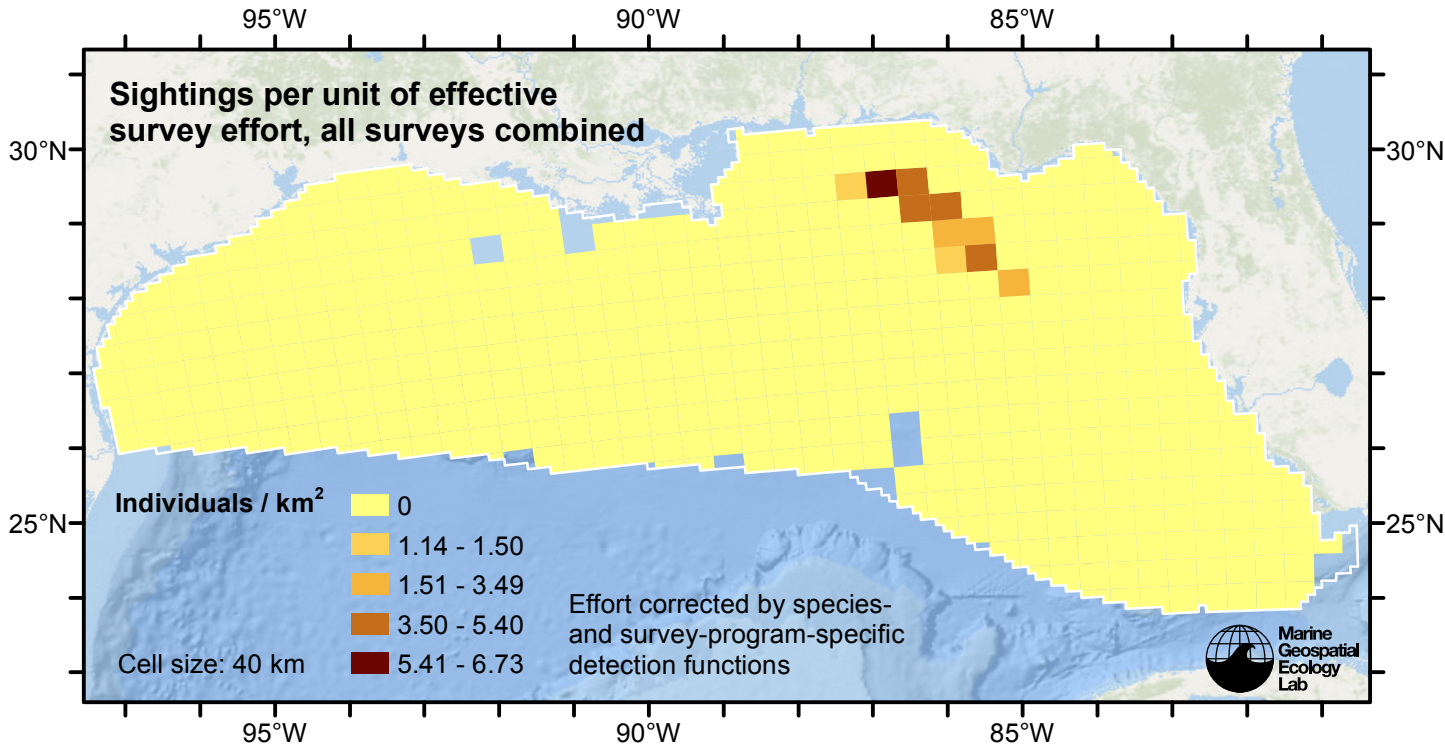 95°W 90°W 85°W
Sightings per unit of effective
survey effort, all surveys combined
30°N 30°N
25°N 25°N
Individuals / km²
0
1.14 - 1.50
1.51 - 3.49
3.50 - 5.40
5.41 - 6.73
Cell size: 40 km
Effort corrected by species-
and survey-program-specific
detection functions
Marine
Geospatial
Ecology
Lab
95°W 90°W 85°W